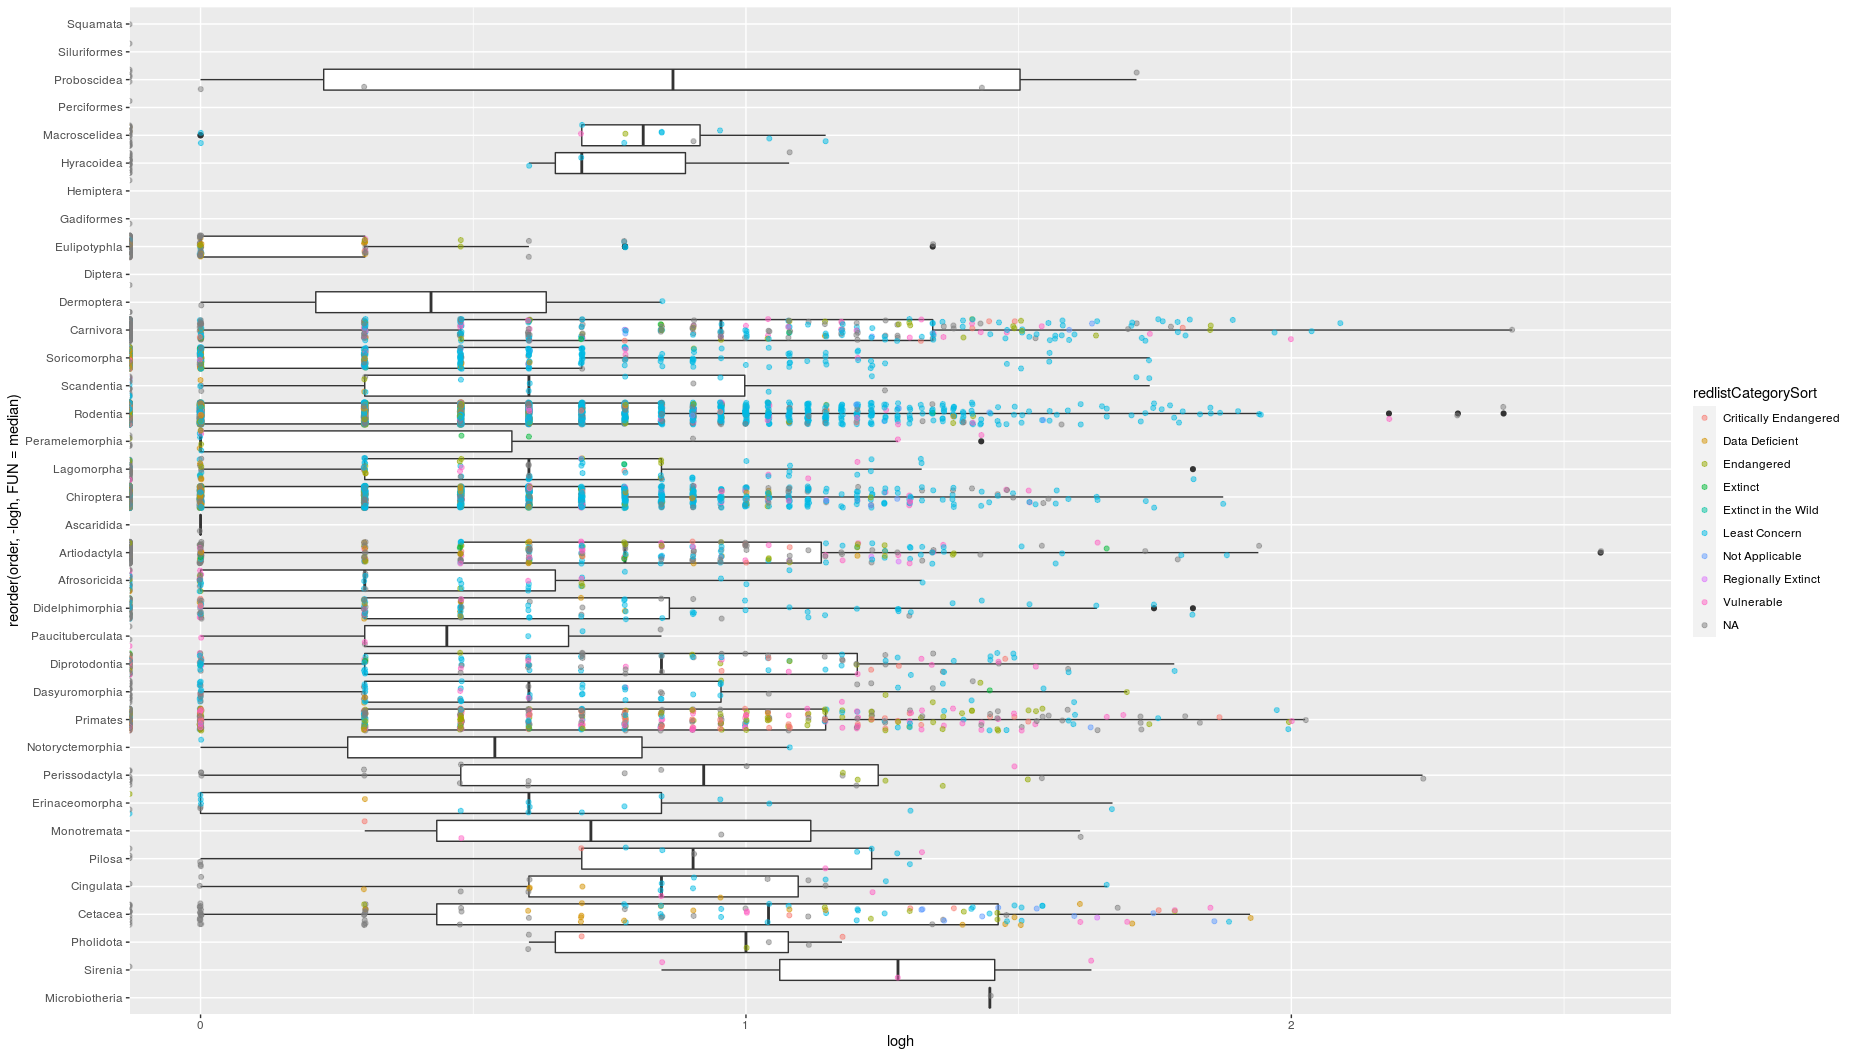 reorder(order, -logh, FUN = median)
Squamata
Siluriformes
Proboscidea
Perciformes
Macroscelidea
Hyracoidea
Hemiptera
Gadiformes
Eulipotyphla
Diptera
Dermoptera
Carnivora
Soricomorpha
Scandentia
Rodentia
Peramelemorphia
Lagomorpha
Chiroptera
Ascaridida
Artiodactyla
Afrosoricida
Didelphimorphia
Paucituberculata
Diprotodontia
Dasyuromorphia
Primates
Notoryctemorphia
Perissodactyla
Erinaceomorpha
Monotremata
Pilosa
Cingulata
Cetacea
Pholidota
Sirenia
Microbiotheria
0 1 2
logh
redlistCategorySort
Critically Endangered
Data Deficient
Endangered
Extinct
Extinct in the Wild
Least Concern
Not Applicable
Regionally Extinct
Vulnerable
NA